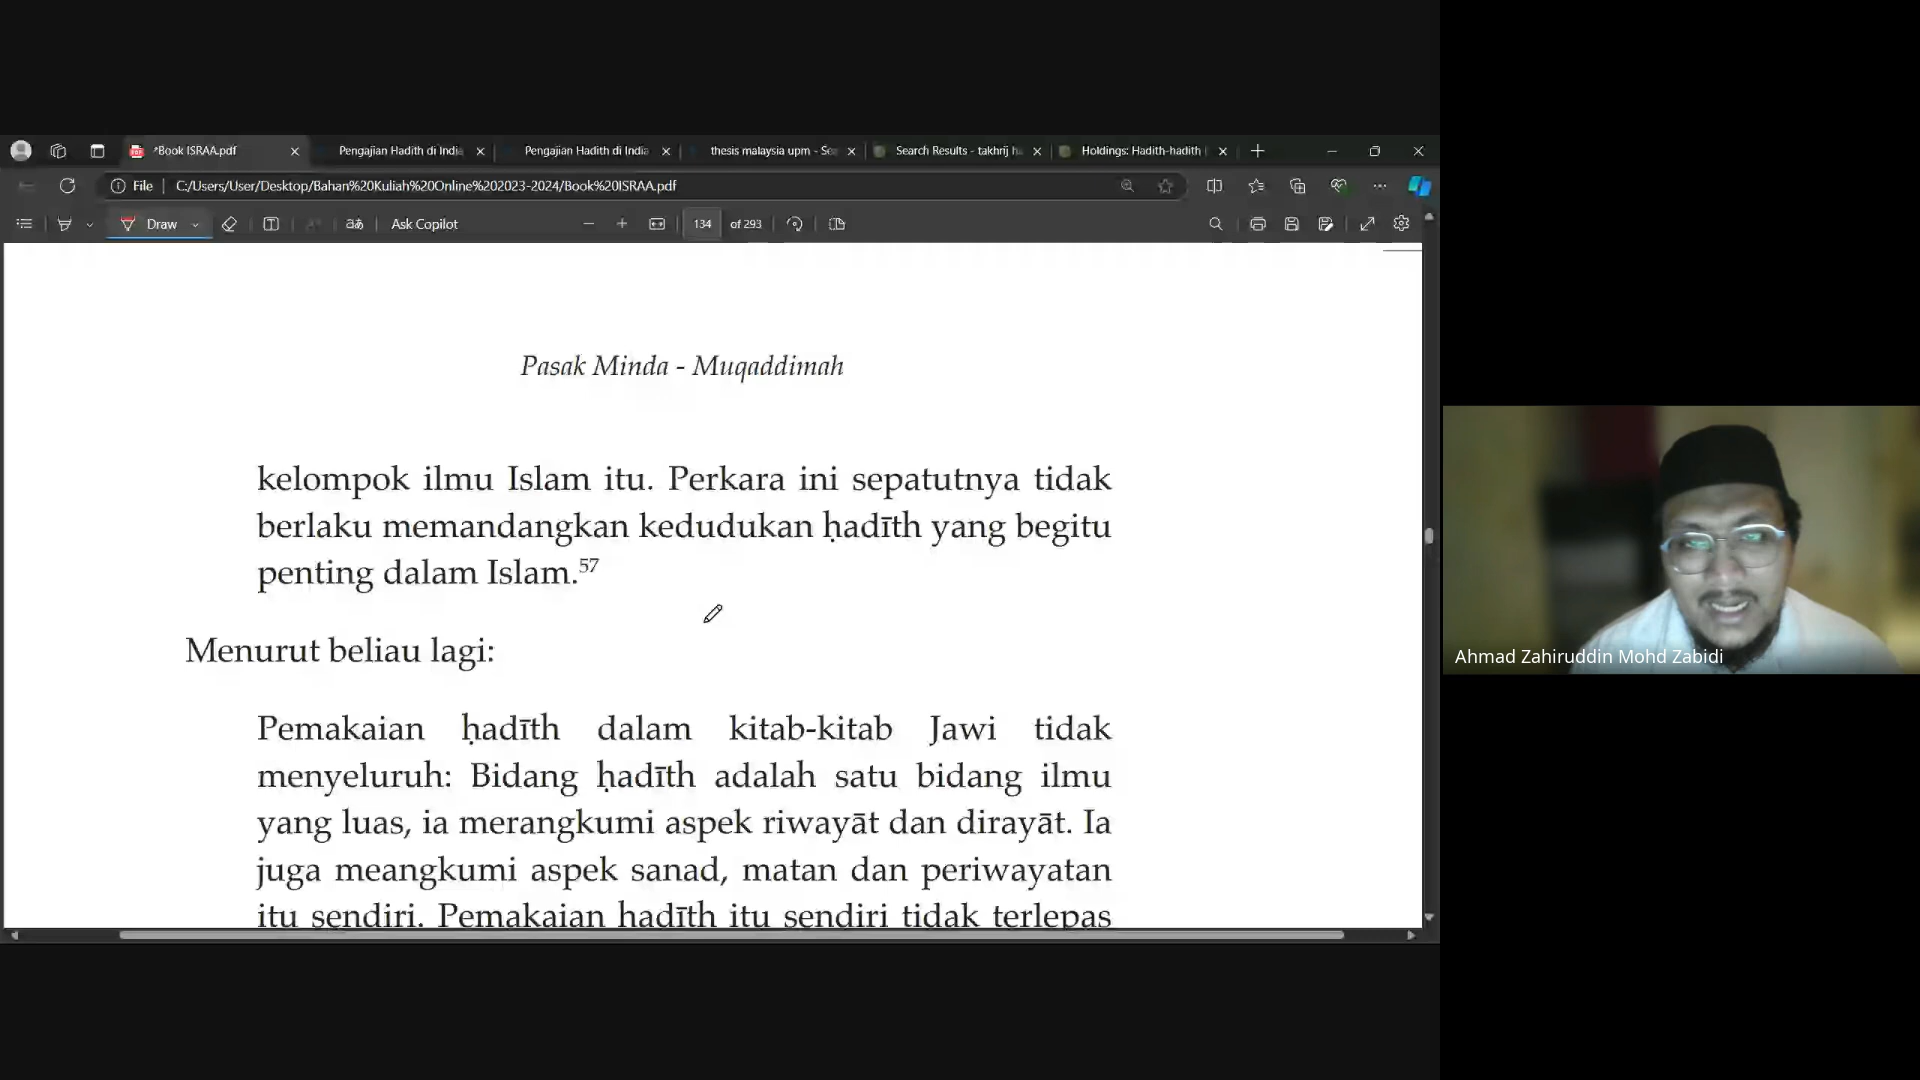 *Book ISRAA.pdf
Pengajian Hadith di Indi
Pengajian Hadith di India
thesis malaysia upm - Se
Search Results - takhrij h
Holdings: Hadith-hadith
File
C:/Users/User/Desktop/Bahan%20Kuliah%20Online%202023-2024/Book%20ISRAA.pdf
Draw
aあ
Ask Copilot
134 of 293
Pasak Minda - Muqaddimah
kelompok ilmu Islam itu. Perkara ini sepatutnya tidak
berlaku memandangkan kedudukan ḥadīth yang begitu
penting dalam Islam.57
Menurut beliau lagi:
Pemakaian ḥadīth dalam kitab-kitab Jawi tidak
menyeluruh: Bidang ḥadīth adalah satu bidang ilmu
yang luas, ia merangkumi aspek riwayāt dan dirayāt. Ia
juga meangkumi aspek sanad, matan dan periwayatan
itu sendiri. Pemakaian ḥadīth itu sendiri tidak terlepas
Ahmad Zahiruddin Mohd Zabidi